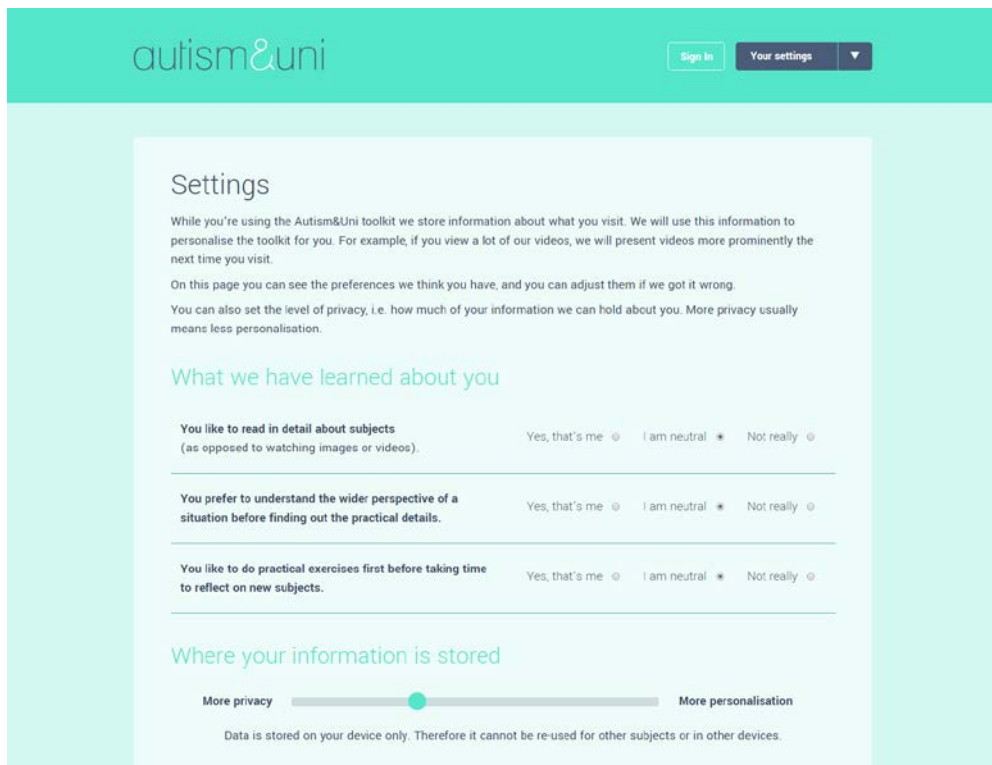 autism&uni
Sign In
Your settings
Settings
While you're using the Autism&Uni toolkit we store information about what you visit. We will use this information to
personalise the toolkit for you. For example, if you view a lot of our videos, we will present videos more prominently the
next time you visit.
On this page you can see the preferences we think you have, and you can adjust them if we got it wrong.
You can also set the level of privacy, i.e. how much of your information we can hold about you. More privacy usually
means less personalisation.
What we have learned about you
You like to read in detail about subjects
(as opposed to watching images or videos).
Yes, that's me
I am neutral
Not really
You prefer to understand the wider perspective of a
situation before finding out the practical details.
Yes, that's me
I am neutral
Not really
You like to do practical exercises first before taking time
to reflect on new subjects.
Yes, that's me
I am neutral
Not really
Where your information is stored
More privacy
More personalisation
Data is stored on your device only. Therefore it cannot be re-used for other subjects or in other devices.